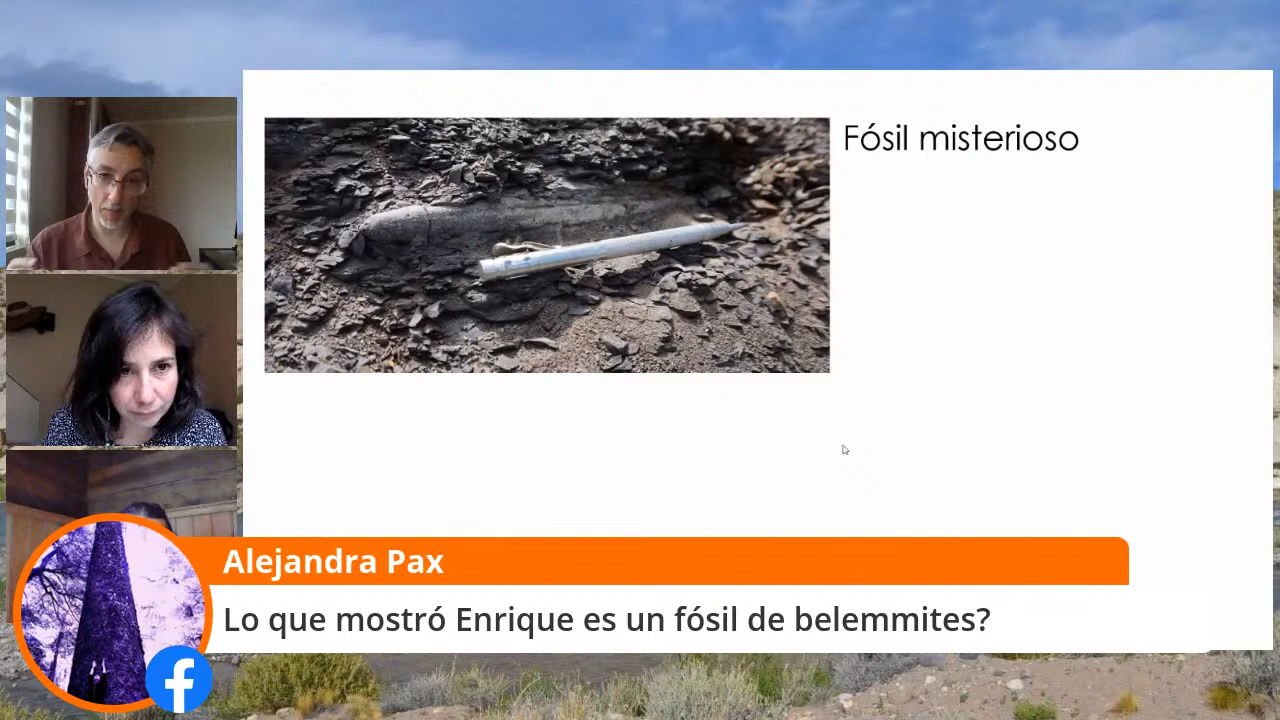 Fósil misterioso
Alejandra Pax
Lo que mostró Enrique es un fósil de belemmites?